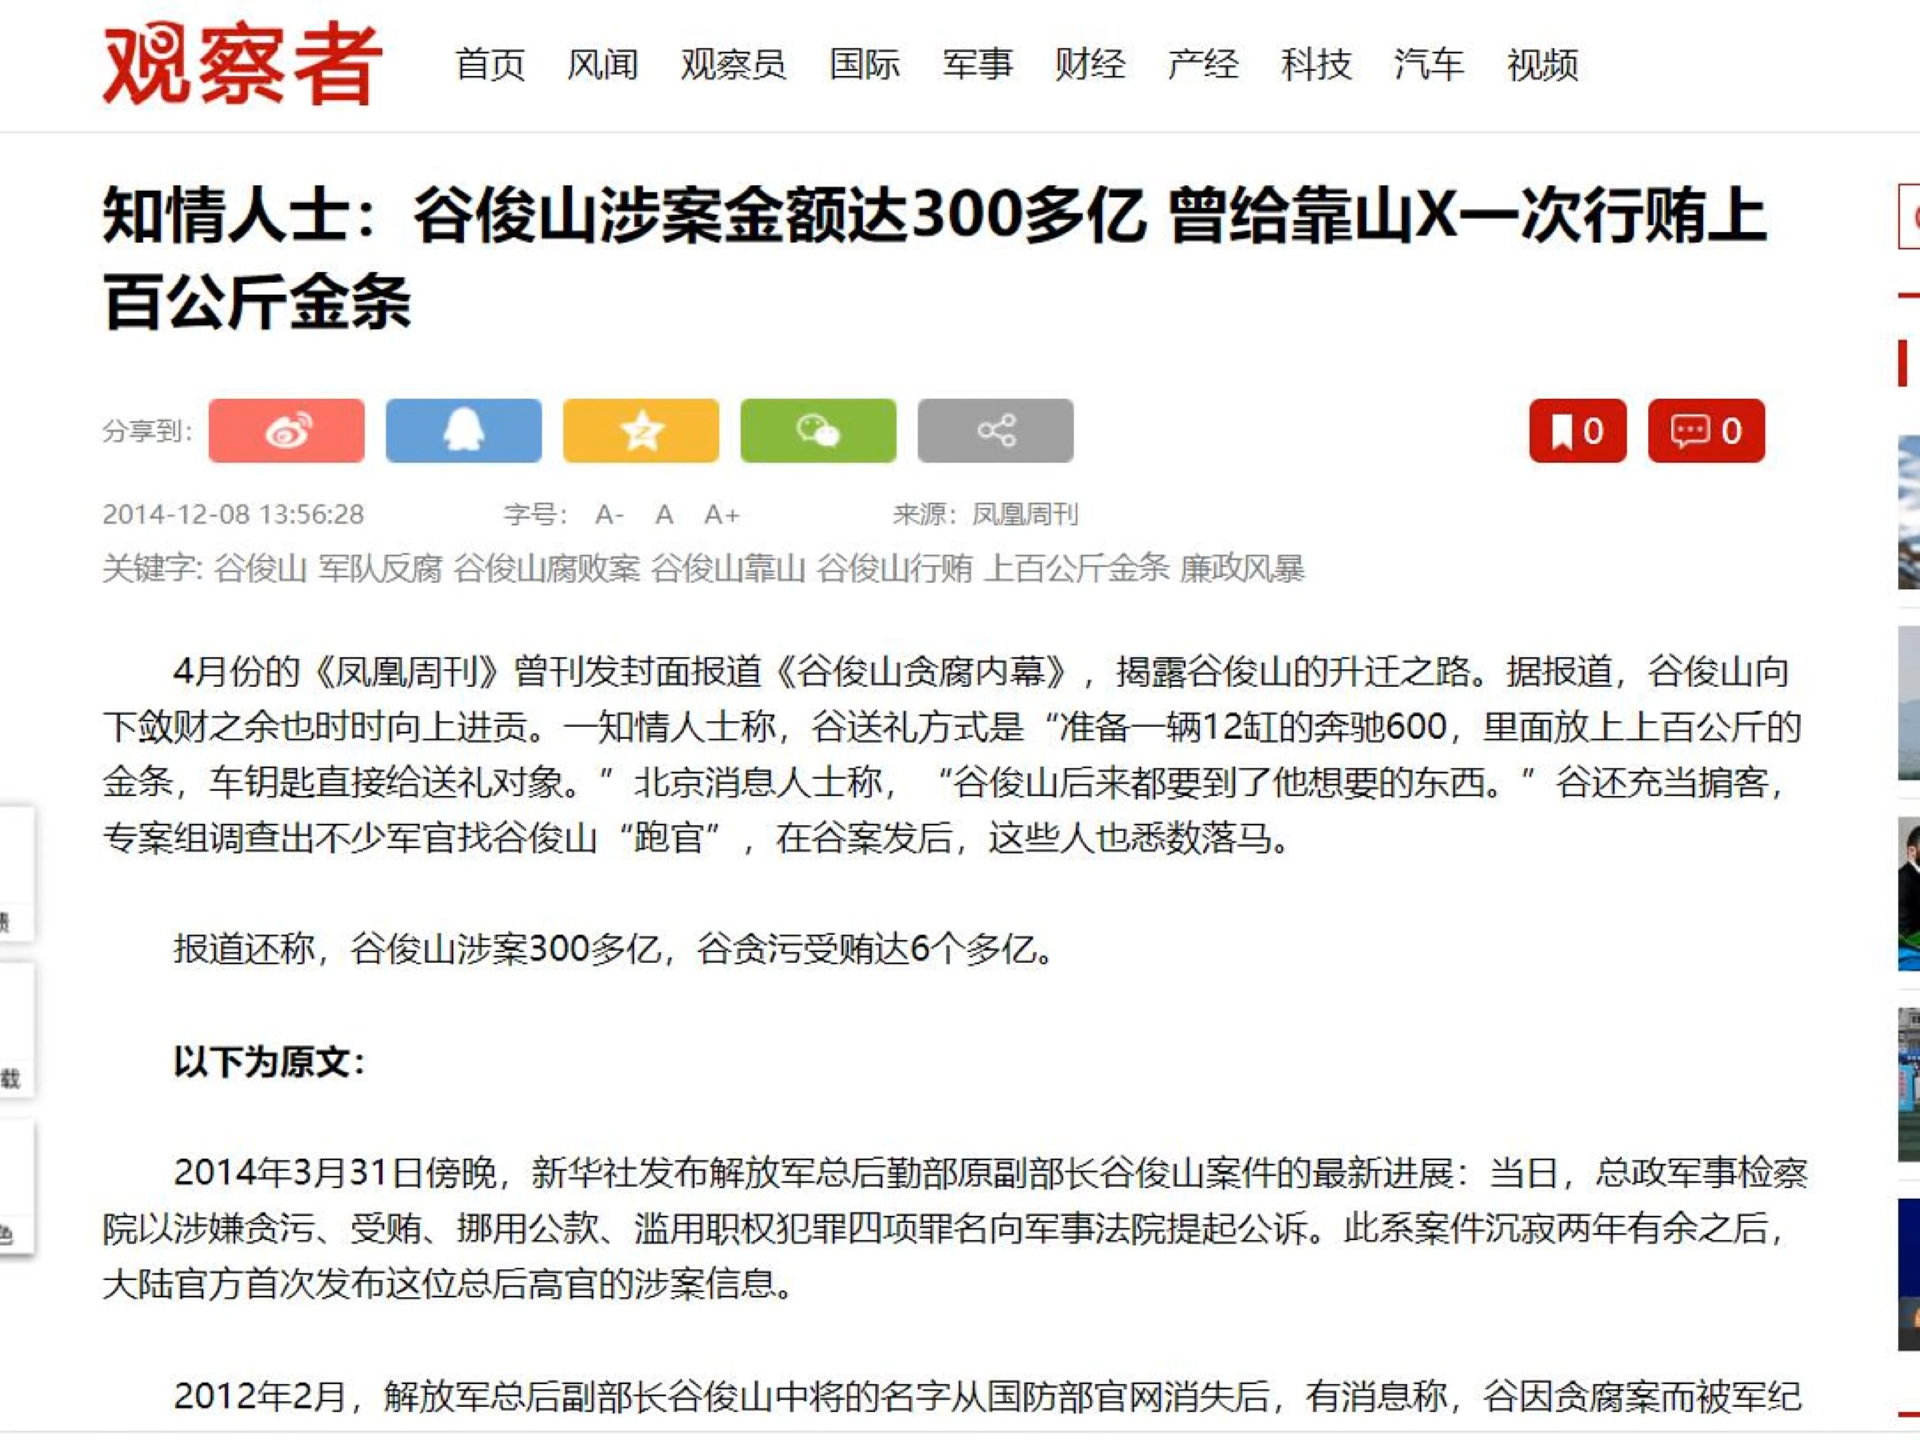 观察者
首页 风闻 观察员 国际 军事 财经 产经 科技 汽车 视频
知情人士：谷俊山涉案金额达300多亿 曾给靠山X一次行贿上
百公斤金条
分享到:
0
0
2014-12-08 13:56:28 字号： A- A A+ 来源：凤凰周刊
关键字: 谷俊山 军队反腐 谷俊山腐败案 谷俊山靠山 谷俊山行贿 上百公斤金条 廉政风暴
4月份的《凤凰周刊》曾刊发封面报道《谷俊山贪腐内幕》，揭露谷俊山的升迁之路。据报道，谷俊山向
下敛财之余也时时向上进贡。一知情人士称，谷送礼方式是“准备一辆12缸的奔驰600，里面放上上百公斤的
金条，车钥匙直接给送礼对象。”北京消息人士称，“谷俊山后来都要到了他想要的东西。”谷还充当掮客，
专案组调查出不少军官找谷俊山“跑官”，在谷案发后，这些人也悉数落马。
报道还称，谷俊山涉案300多亿，谷贪污受贿达6个多亿。
以下为原文：
2014年3月31日傍晚，新华社发布解放军总后勤部原副部长谷俊山案件的最新进展：当日，总政军事检察
院以涉嫌贪污、受贿、挪用公款、滥用职权犯罪四项罪名向军事法院提起公诉。此系案件沉寂两年有余之后，
大陆官方首次发布这位总后高官的涉案信息。
2012年2月，解放军总后副部长谷俊山中将的名字从国防部官网消失后，有消息称，谷因贪腐案而被军纪
载